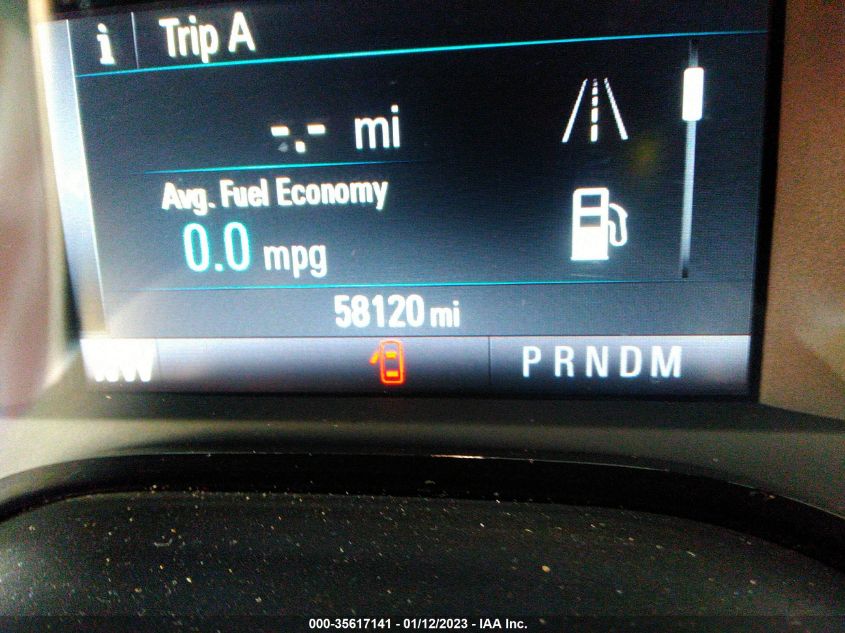 i Trip A
-.- mi
Avg. Fuel Economy
0.0 mpg
58120 mi
PRNDM
000-35617141 - 01/12/2023 - IAA Inc.